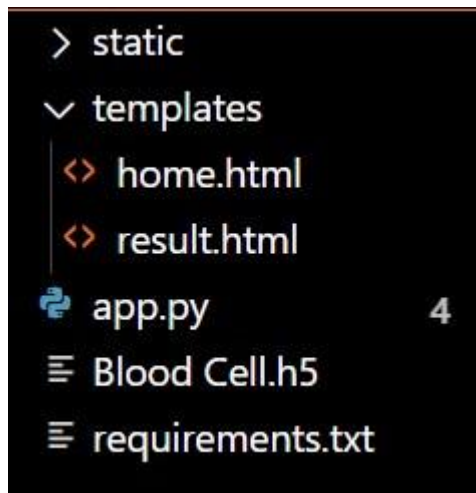 static
templates
home.html
result.html
app.py 4
Blood Cell.h5
requirements.txt